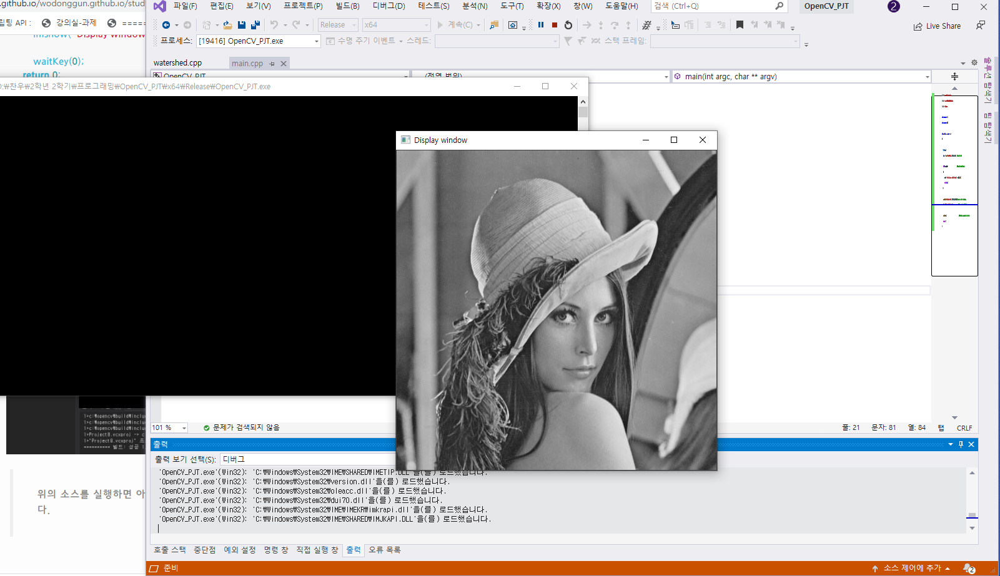 .github.io/wodonggun.github.io/stud
립팅 API :
강의실-과제
=====
waitKey(0);
return 0;
파일(F) 편집(E) 보기(V) 프로젝트(P) 빌드(B) 디버그(D) 테스트(S) 분석(N) 도구(T) 확장(X) 창(W) 도움말(H)
검색 (Ctrl+Q)
OpenCV_PJT
2
Release
x64
계속(C)
Live Share
프로세스: [19416] OpenCV_PJT.exe
수명 주기 이벤트
스레드:
스택 프레임:
watershed.cpp
main.cpp
OpenCV_PJT
(전역 범위)
main(int argc, char ** argv)
솔루션 탐색기
팀 탐색기
:₩찬우₩2학년 2학기₩프로그래밍₩OpenCV_PJT₩x64₩Release₩OpenCV_PJT.exe
Display window
1>c:₩opencv₩build₩inclu
1>c:₩opencv₩build₩inclu
1>c:₩opencv₩build₩inclu
1>Project8.vcxproj -> c
1>"Project8.vcxproj" 프
========== 빌드: 성공 1
위의 소스를 실행하면 아
다.
101 %
문제가 검색되지 않음
줄: 21
문자: 81
열: 84
탭
CRLF
출력
출력 보기 선택(S): 디버그
'OpenCV_PJT.exe'(Win32): 'C:₩Windows₩System32₩IME₩SHARED₩IMETIP.DLL'을(를) 로드했습니다.
'OpenCV_PJT.exe'(Win32): 'C:₩Windows₩System32₩version.dll'을(를) 로드했습니다.
'OpenCV_PJT.exe'(Win32): 'C:₩Windows₩System32₩oleacc.dll'을(를) 로드했습니다.
'OpenCV_PJT.exe'(Win32): 'C:₩Windows₩System32₩dui70.dll'을(를) 로드했습니다.
'OpenCV_PJT.exe'(Win32): 'C:₩Windows₩System32₩IME₩IMEKR₩imkrapi.dll'을(를) 로드했습니다.
'OpenCV_PJT.exe'(Win32): 'C:₩Windows₩System32₩IME₩SHARED₩IMJKAPI.DLL'을(를) 로드했습니다.
호출 스택 중단점 예외 설정 명령 창 직접 실행 창 출력 오류 목록
준비
소스 제어에 추가
2